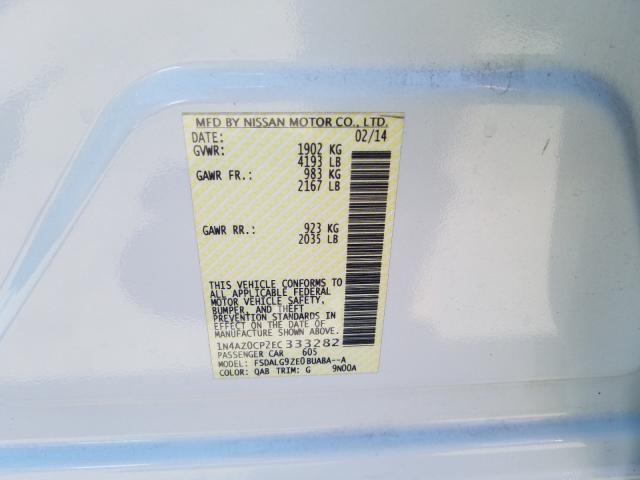 MFD BY NISSAN MOTOR CO., LTD.
DATE: 02/14
GVWR: 1902 KG
4193 LB
GAWR FR.: 983 KG
2167 LB
GAWR RR.: 923 KG
2035 LB
THIS VEHICLE CONFORMS TO
ALL APPLICABLE FEDERAL
MOTOR VEHICLE SAFETY,
BUMPER, AND THEFT
PREVENTION STANDARDS IN
EFFECT ON THE DATE OF
MANUFACTURE SHOWN ABOVE
1N4AZ0CP2EC333282
PASSENGER CAR 605
MODEL: FSDALG9ZE0BUABA--A
COLOR: QAB TRIM: G 9N00A